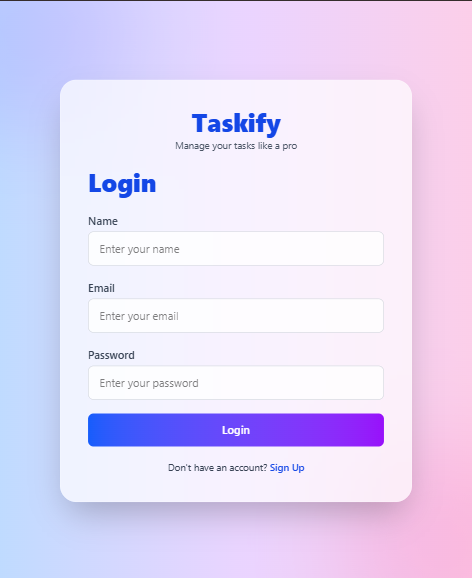 Taskify
Manage your tasks like a pro
Login
Name
Enter your name
Email
Enter your email
Password
Enter your password
Login
Don't have an account? Sign Up